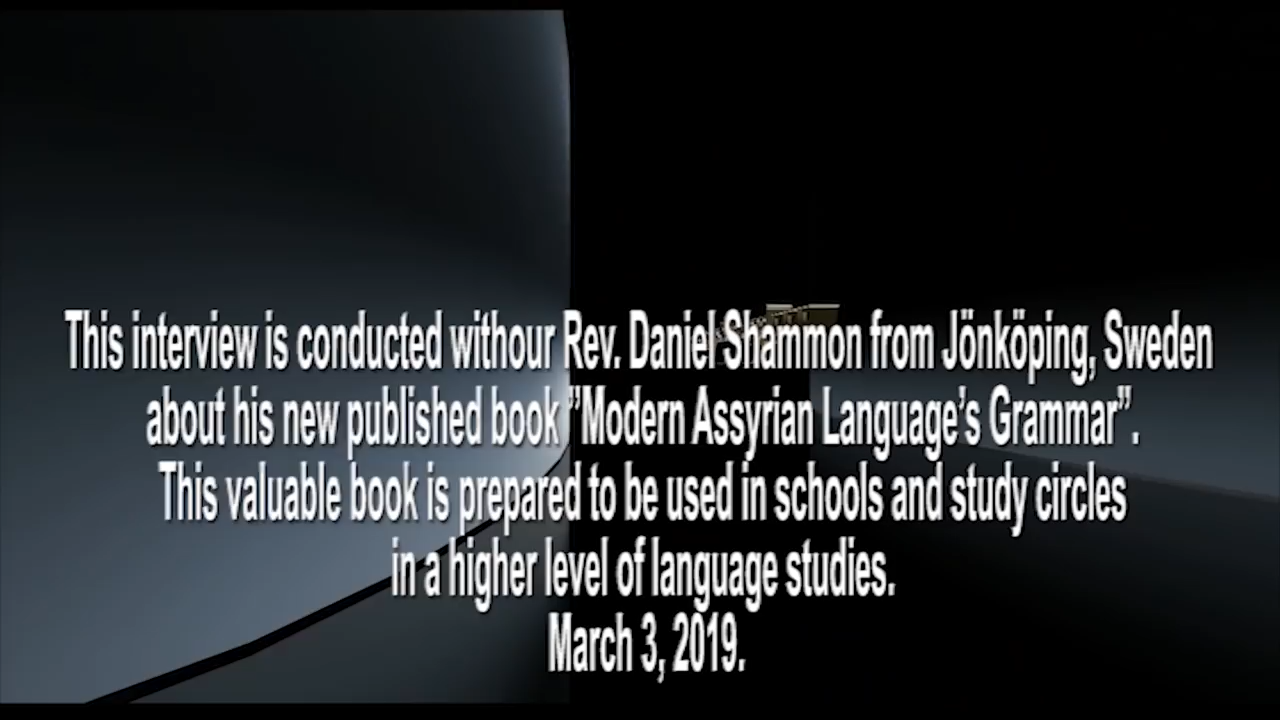 This interview is conducted withour Rev. Daniel Shammon from Jönköping, Sweden
about his new published book ”Modern Assyrian Language’s Grammar”.
This valuable book is prepared to be used in schools and study circles
in a higher level of language studies.
March 3, 2019.